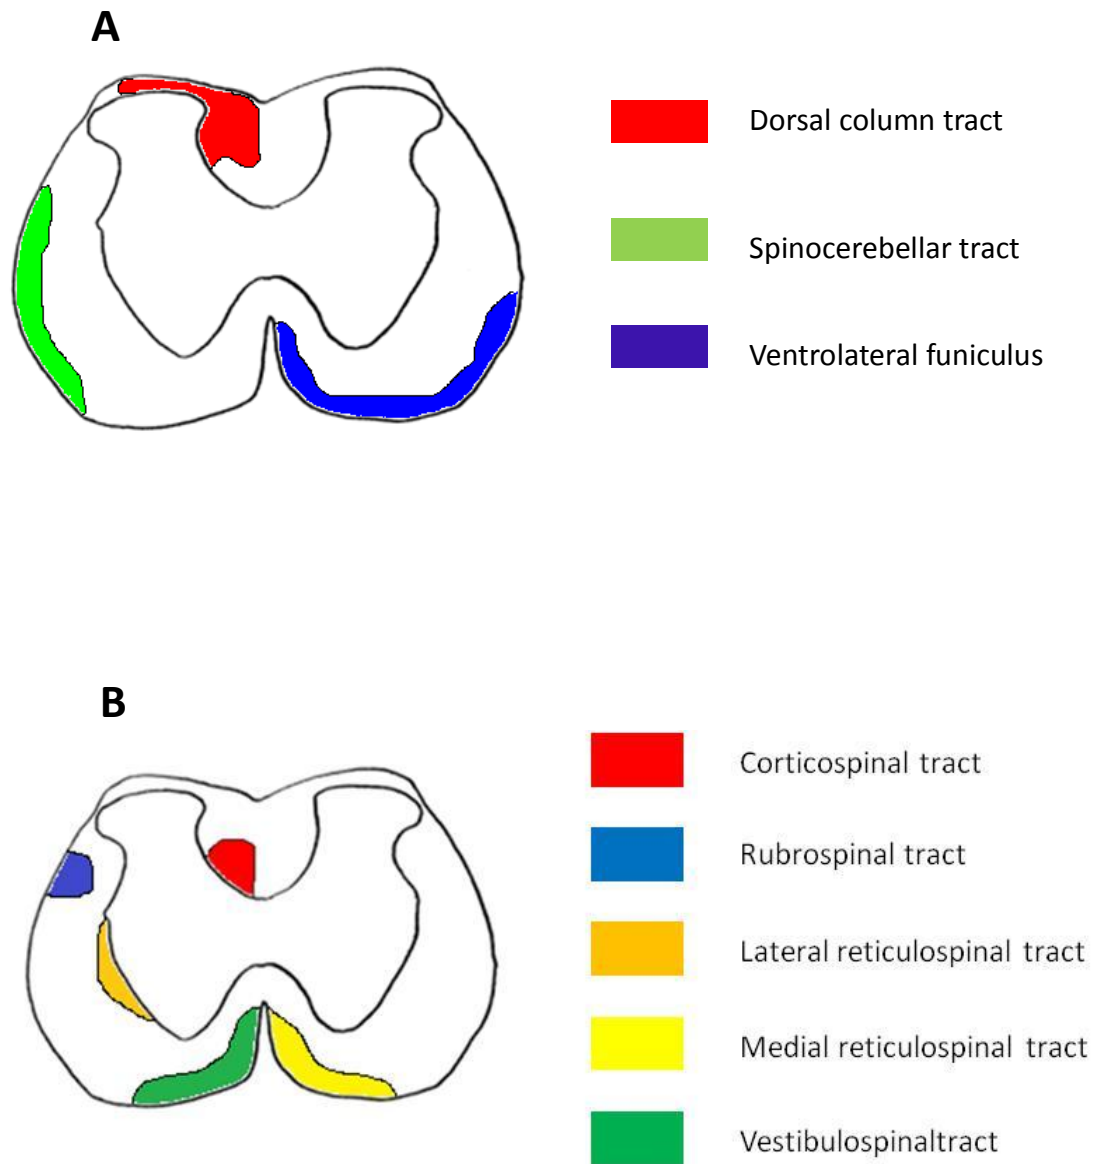 A
Dorsal column tract
Spinocerebellar tract
Ventrolateral funiculus
B
Corticospinal tract
Rubrospinal tract
Lateral reticulospinal tract
Medial reticulospinal tract
Vestibulospinaltract